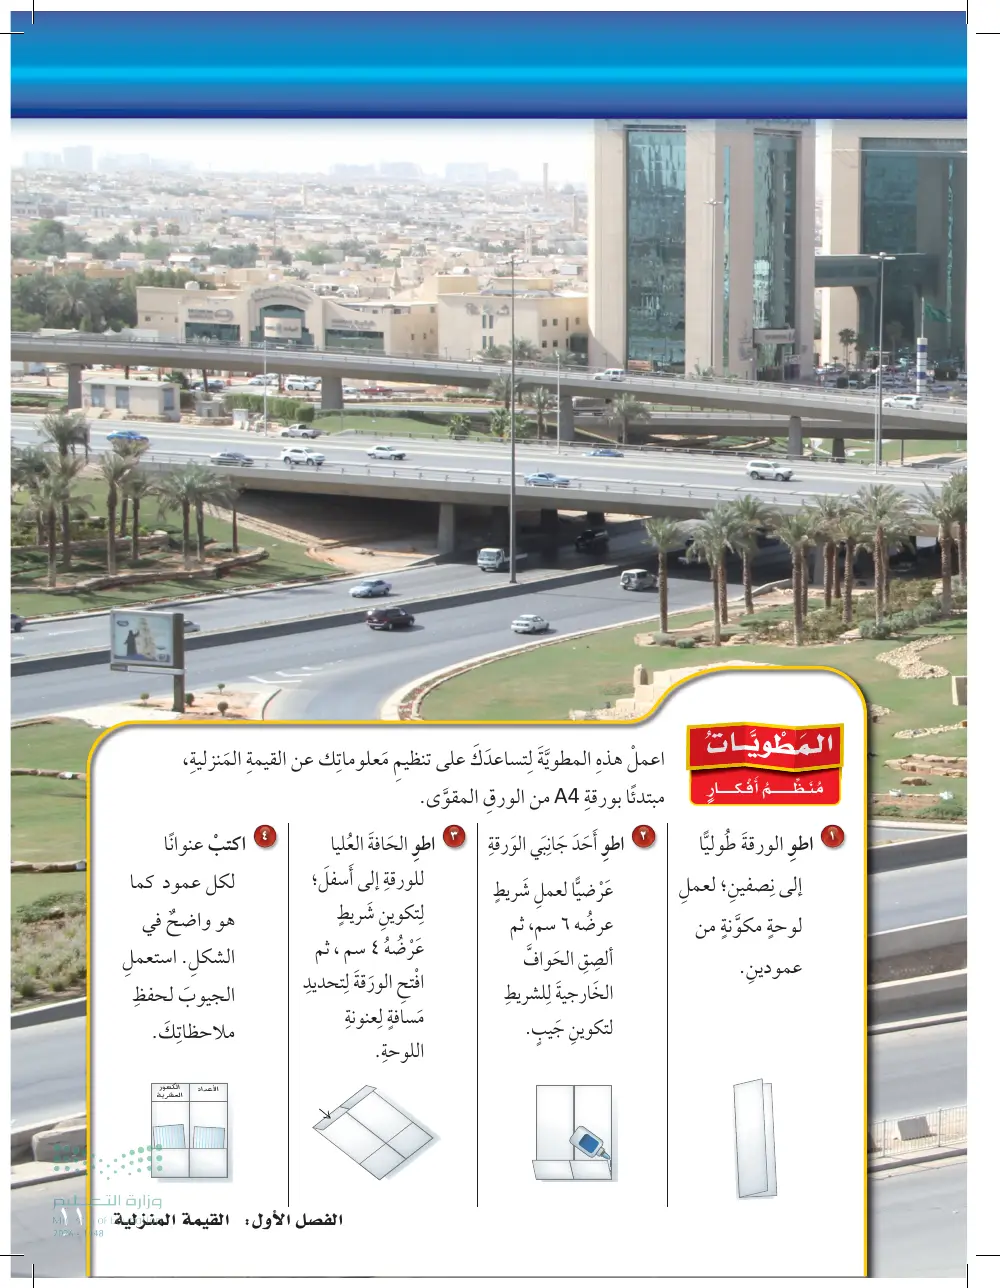 المَطْويَّاتُ
مُنَظِّمُ أَفْكَارٍ
اعملْ هذهِ المطويَّةَ لِتساعدَكَ على تنظيمِ مَعلوماتِك عن القيمةِ المَنزليةِ،
مبتدئًا بورقةِ A4 من الورقِ المقوَّى.
١ اطوِ الورقةَ طُوليًّا
إلى نِصفينِ؛ لعملِ
لوحةٍ مكوَّنةٍ من
عمودينِ.
٢ اطوِ أَحَدَ جَانِبَي الوَرقةِ
عَرْضيًّا لعملِ شَريطٍ
عرضُه ٦ سم، ثم
ألصِقِ الحَوافَّ
الخَارجيةَ لِلشريطِ
لتكوينِ جَيبٍ.
٣ اطوِ الحَافةَ العُليا
للورقةِ إلى أَسفلَ؛
لِتكوينِ شَريطٍ
عَرْضُهُ ٤ سم، ثم
افْتحِ الورَقةَ لِتحديدِ
مَسافةٍ لِعنونةِ
اللوحةِ.
٤ اكتبْ عنوانًا
لكل عمود كما
هو واضحٌ في
الشكلِ. استعملِ
الجيوبَ لحفظِ
ملاحظاتِكَ.
الأعداد
الكسور
العشرية
الفصل الأول: القيمة المنزلية
١١
وزارة التعليم